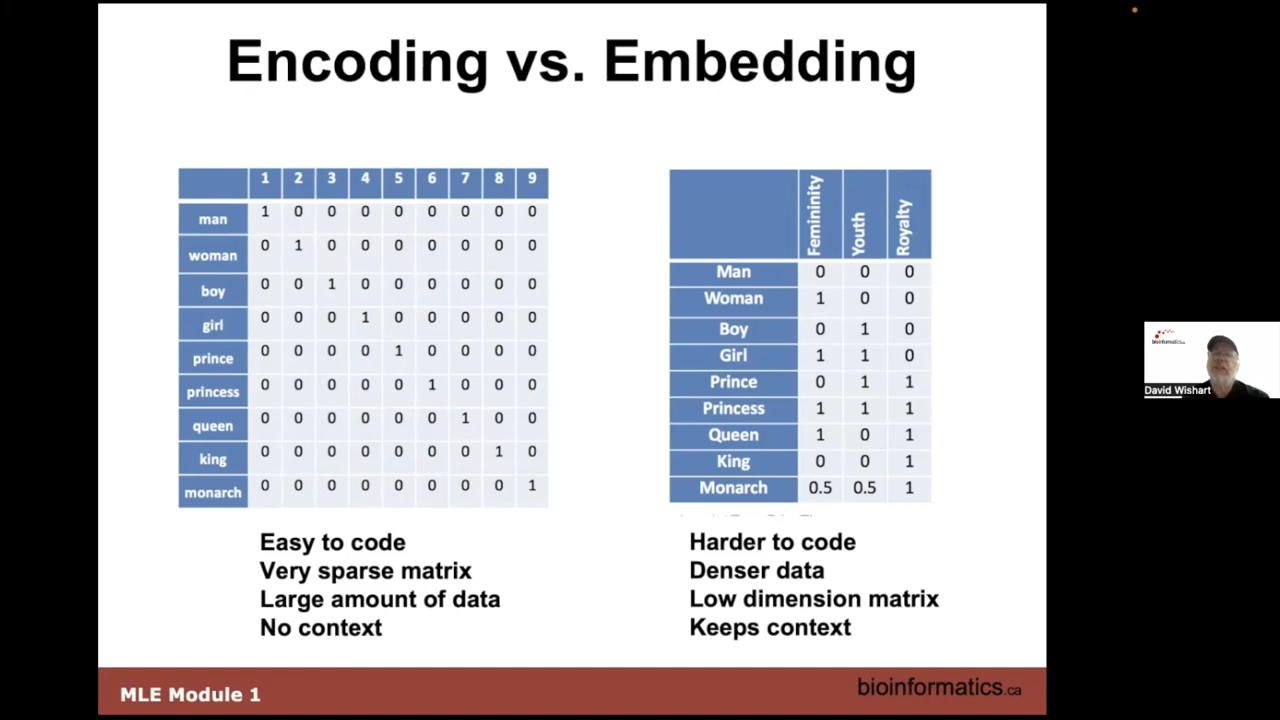 Encoding vs. Embedding
1 2 3 4 5 6 7 8 9
man 1 0 0 0 0 0 0 0 0
woman 0 1 0 0 0 0 0 0 0
boy 0 0 1 0 0 0 0 0 0
girl 0 0 0 1 0 0 0 0 0
prince 0 0 0 0 1 0 0 0 0
princess 0 0 0 0 0 1 0 0 0
queen 0 0 0 0 0 0 1 0 0
king 0 0 0 0 0 0 0 1 0
monarch 0 0 0 0 0 0 0 0 1
Easy to code
Very sparse matrix
Large amount of data
No context
Femininity Youth Royalty
Man 0 0 0
Woman 1 0 0
Boy 0 1 0
Girl 1 1 0
Prince 0 1 1
Princess 1 1 1
Queen 1 0 1
King 0 0 1
Monarch 0.5 0.5 1
Harder to code
Denser data
Low dimension matrix
Keeps context
MLE Module 1
bioinformatics.ca
bioinformatics.ca
David Wishart